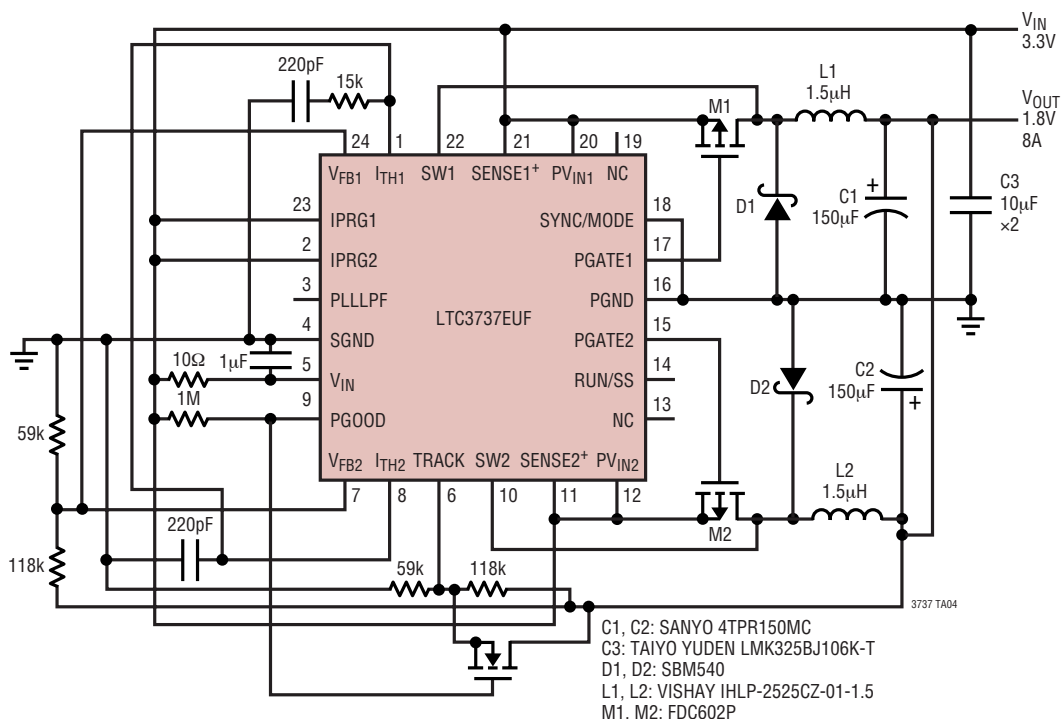 VIN
3.3V
220pF
15k
L1
1.5µH
M1
VOUT
1.8V
8A
24
1
22
21
20
19
VFB1
ITH1
SW1
SENSE1+
PVIN1
NC
C3
10µF
×2
23
IPRG1
SYNC/MODE
18
D1
C1
150µF
+
2
IPRG2
PGATE1
17
3
PLLLPF
PGND
16
LTC3737EUF
4
SGND
PGATE2
15
1µF
10Ω
5
VIN
RUN/SS
14
D2
C2
150µF
+
1M
9
PGOOD
NC
13
59k
VFB2
ITH2
TRACK
SW2
SENSE2+
PVIN2
L2
1.5µH
7
8
6
10
11
12
M2
220pF
118k
59k
118k
3737 TA04
C1, C2: SANYO 4TPR150MC
C3: TAIYO YUDEN LMK325BJ106K-T
D1, D2: SBM540
L1, L2: VISHAY IHLP-2525CZ-01-1.5
M1, M2: FDC602P